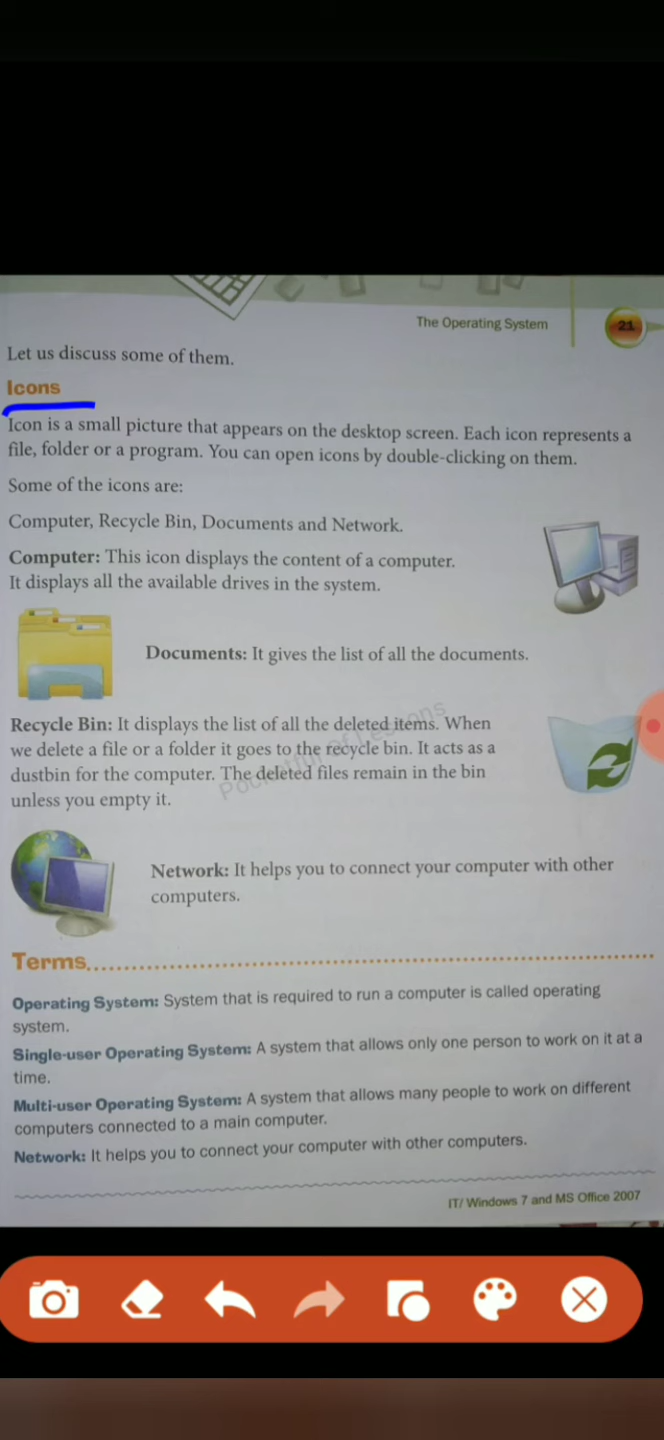 The Operating System
21
Let us discuss some of them.
Icons
Icon is a small picture that appears on the desktop screen. Each icon represents a
file, folder or a program. You can open icons by double-clicking on them.
Some of the icons are:
Computer, Recycle Bin, Documents and Network.
Computer: This icon displays the content of a computer.
It displays all the available drives in the system.
Documents: It gives the list of all the documents.
Recycle Bin: It displays the list of all the deleted items. When
we delete a file or a folder it goes to the recycle bin. It acts as a
dustbin for the computer. The deleted files remain in the bin
unless you empty it.
Pocketful of Lessons
Network: It helps you to connect your computer with other
computers.
Terms
Operating System: System that is required to run a computer is called operating
system.
Single-user Operating System: A system that allows only one person to work on it at a
time.
Multi-user Operating System: A system that allows many people to work on different
computers connected to a main computer.
Network: It helps you to connect your computer with other computers.
IT/ Windows 7 and MS Office 2007